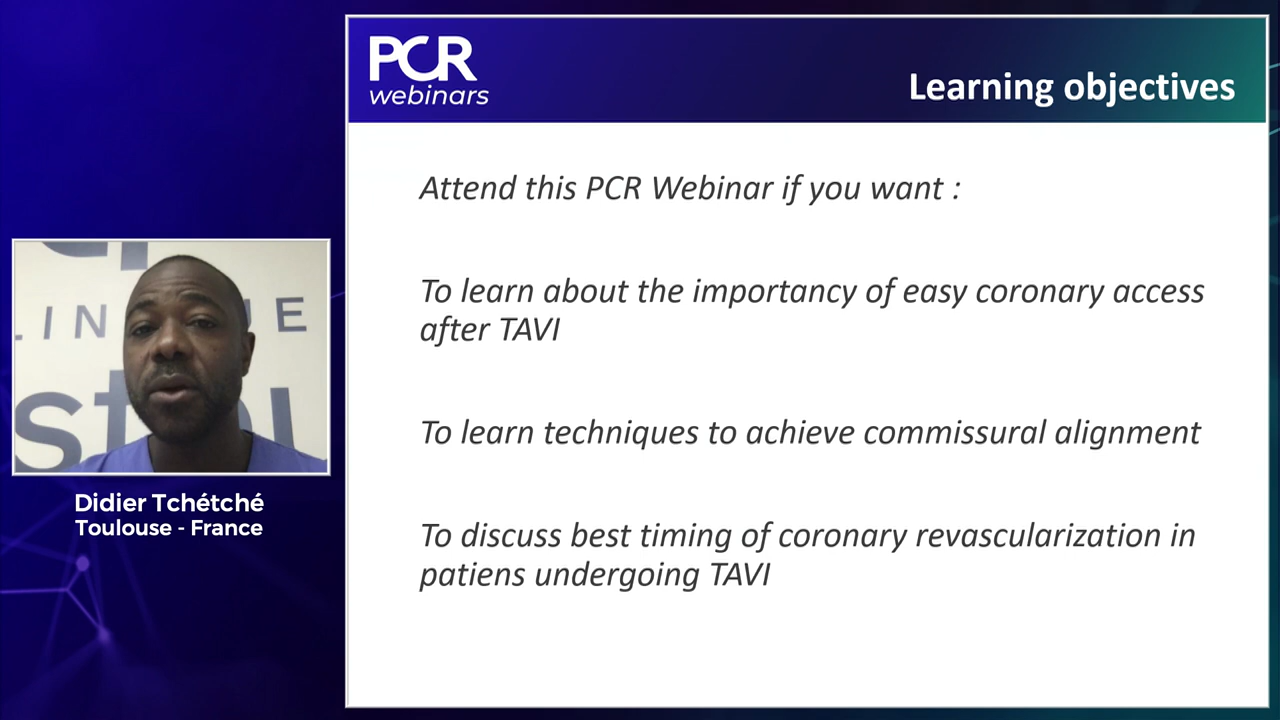 PCR
webinars
Learning objectives
Attend this PCR Webinar if you want :
To learn about the importancy of easy coronary access
after TAVI
To learn techniques to achieve commissural alignment
To discuss best timing of coronary revascularization in
patiens undergoing TAVI
LIN
E
Didier Tchétché
Toulouse - France